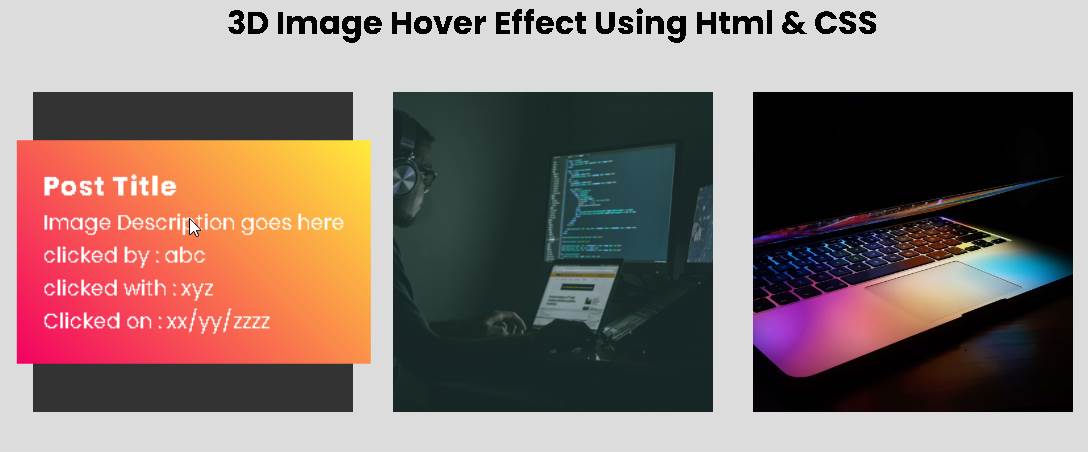 3D Image Hover Effect Using Html & CSS
Post Title
Image Description goes here
clicked by : abc
clicked with : xyz
Clicked on : xx/yy/zzzz